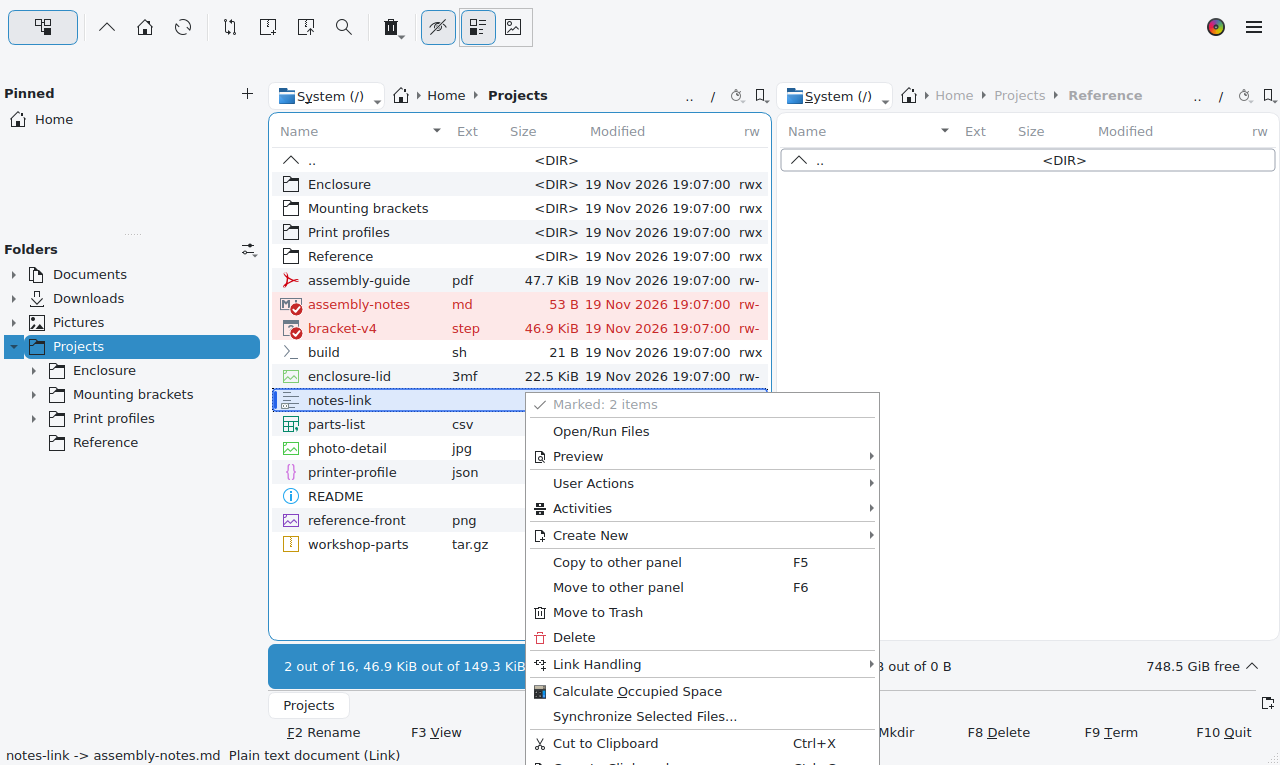 Pinned
Home
Folders
Documents
Downloads
Pictures
Projects
Enclosure
Mounting brackets
Print profiles
Reference
System (/)
Home
Projects
..
/
Name
Ext
Size
Modified
rw
.. <DIR>
Enclosure <DIR> 19 Nov 2026 19:07:00 rwx
Mounting brackets <DIR> 19 Nov 2026 19:07:00 rwx
Print profiles <DIR> 19 Nov 2026 19:07:00 rwx
Reference <DIR> 19 Nov 2026 19:07:00 rwx
assembly-guide pdf 47.7 KiB 19 Nov 2026 19:07:00 rw-
assembly-notes md 53 B 19 Nov 2026 19:07:00 rw-
bracket-v4 step 46.9 KiB 19 Nov 2026 19:07:00 rw-
build sh 21 B 19 Nov 2026 19:07:00 rwx
enclosure-lid 3mf 22.5 KiB 19 Nov 2026 19:07:00 rw-
notes-link
parts-list csv
photo-detail jpg
printer-profile json
README
reference-front png
workshop-parts tar.gz
2 out of 16, 46.9 KiB out of 149.3 KiB
Projects
System (/)
Home
Projects
Reference
..
/
Name
Ext
Size
Modified
rw
.. <DIR>
out of 0 B
748.5 GiB free
Marked: 2 items
Open/Run Files
Preview
User Actions
Activities
Create New
Copy to other panel F5
Move to other panel F6
Move to Trash
Delete
Link Handling
Calculate Occupied Space
Synchronize Selected Files...
Cut to Clipboard Ctrl+X
F2 Rename
F3 View
Mkdir
F8 Delete
F9 Term
F10 Quit
notes-link -> assembly-notes.md Plain text document (Link)